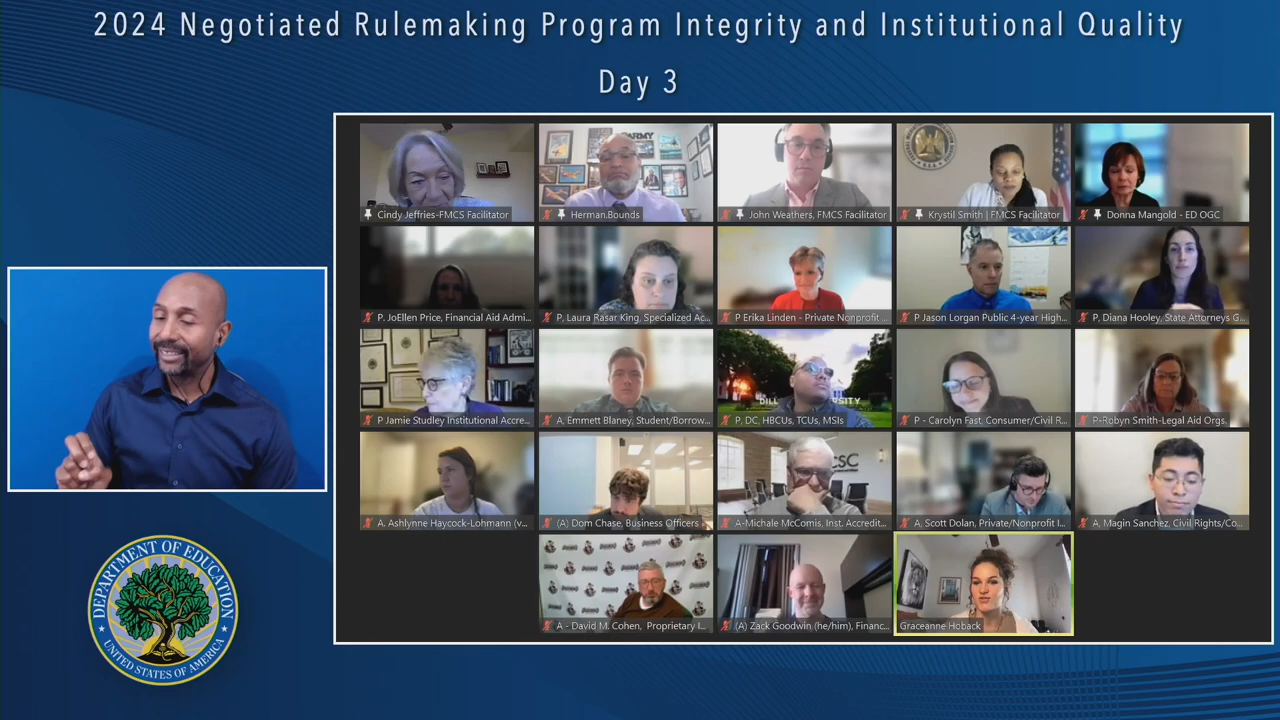 2024 Negotiated Rulemaking Program Integrity and Institutional Quality
Day 3
Cindy Jeffries-FMCS Facilitator
Herman.Bounds
John Weathers, FMCS Facilitator
Krystil Smith | FMCS Facilitator
Donna Mangold - ED OGC
P. JoEllen Price, Financial Aid Admi...
P, Laura Rasar King, Specialized Ac...
P Erika Linden - Private Nonprofit ...
P Jason Lorgan Public 4-year High...
P, Diana Hooley, State Attorneys G...
P Jamie Studley Institutional Accre...
A, Emmett Blaney, Student/Borrow...
P, DC, HBCUs, TCUs, MSIs
P - Carolyn Fast, Consumer/Civil R...
P-Robyn Smith-Legal Aid Orgs.
A. Ashlynne Haycock-Lohmann (v...
(A) Dom Chase, Business Officers
A-Michale McComis, Inst. Accredit...
A, Scott Dolan, Private/Nonprofit I...
A, Magin Sanchez, Civil Rights/Co...
A - David M. Cohen, Proprietary I...
(A) Zack Goodwin (he/him), Financ...
Graceanne Hoback
ARMY
CSC
DEPARTMENT OF EDUCATION
UNITED STATES OF AMERICA